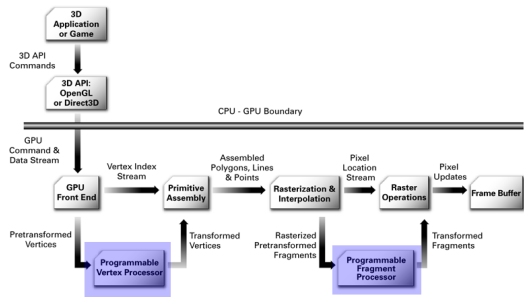 3D
Application
or Game
3D API
Commands
3D API:
OpenGL
or Direct3D
CPU - GPU Boundary
GPU
Command &
Data Stream
Vertex Index
Stream
Assembled
Polygons, Lines
& Points
Pixel
Location
Stream
Pixel
Updates
GPU
Front End
Primitive
Assembly
Rasterization &
Interpolation
Raster
Operations
Frame Buffer
Pretransformed
Vertices
Transformed
Vertices
Rasterized
Pretransformed
Fragments
Transformed
Fragments
Programmable
Vertex Processor
Programmable
Fragment
Processor